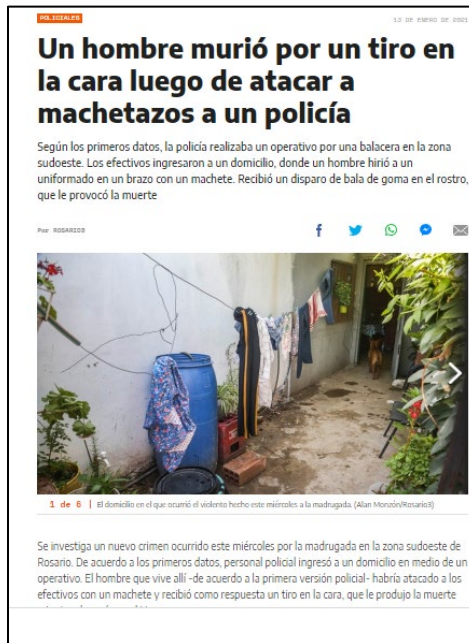 POLICIALES
13 DE ENERO DE 2021
Un hombre murió por un tiro en
la cara luego de atacar a
machetazos a un policía
Según los primeros datos, la policía realizaba un operativo por una balacera en la zona
sudoeste. Los efectivos ingresaron a un domicilio, donde un hombre hirió a un
uniformado en un brazo con un machete. Recibió un disparo de bala de goma en el rostro,
que le provocó la muerte
Por ROSARIO3
1 de 6 | El domicilio en el que ocurrió el violento hecho este miércoles a la madrugada. (Alan Monzón/Rosario3)
Se investiga un nuevo crimen ocurrido este miércoles por la madrugada en la zona sudoeste de
Rosario. De acuerdo a los primeros datos, personal policial ingresó a un domicilio en medio de un
operativo. El hombre que vive allí -de acuerdo a la primera versión policial- habría atacado a los
efectivos con un machete y recibió como respuesta un tiro en la cara, que le produjo la muerte